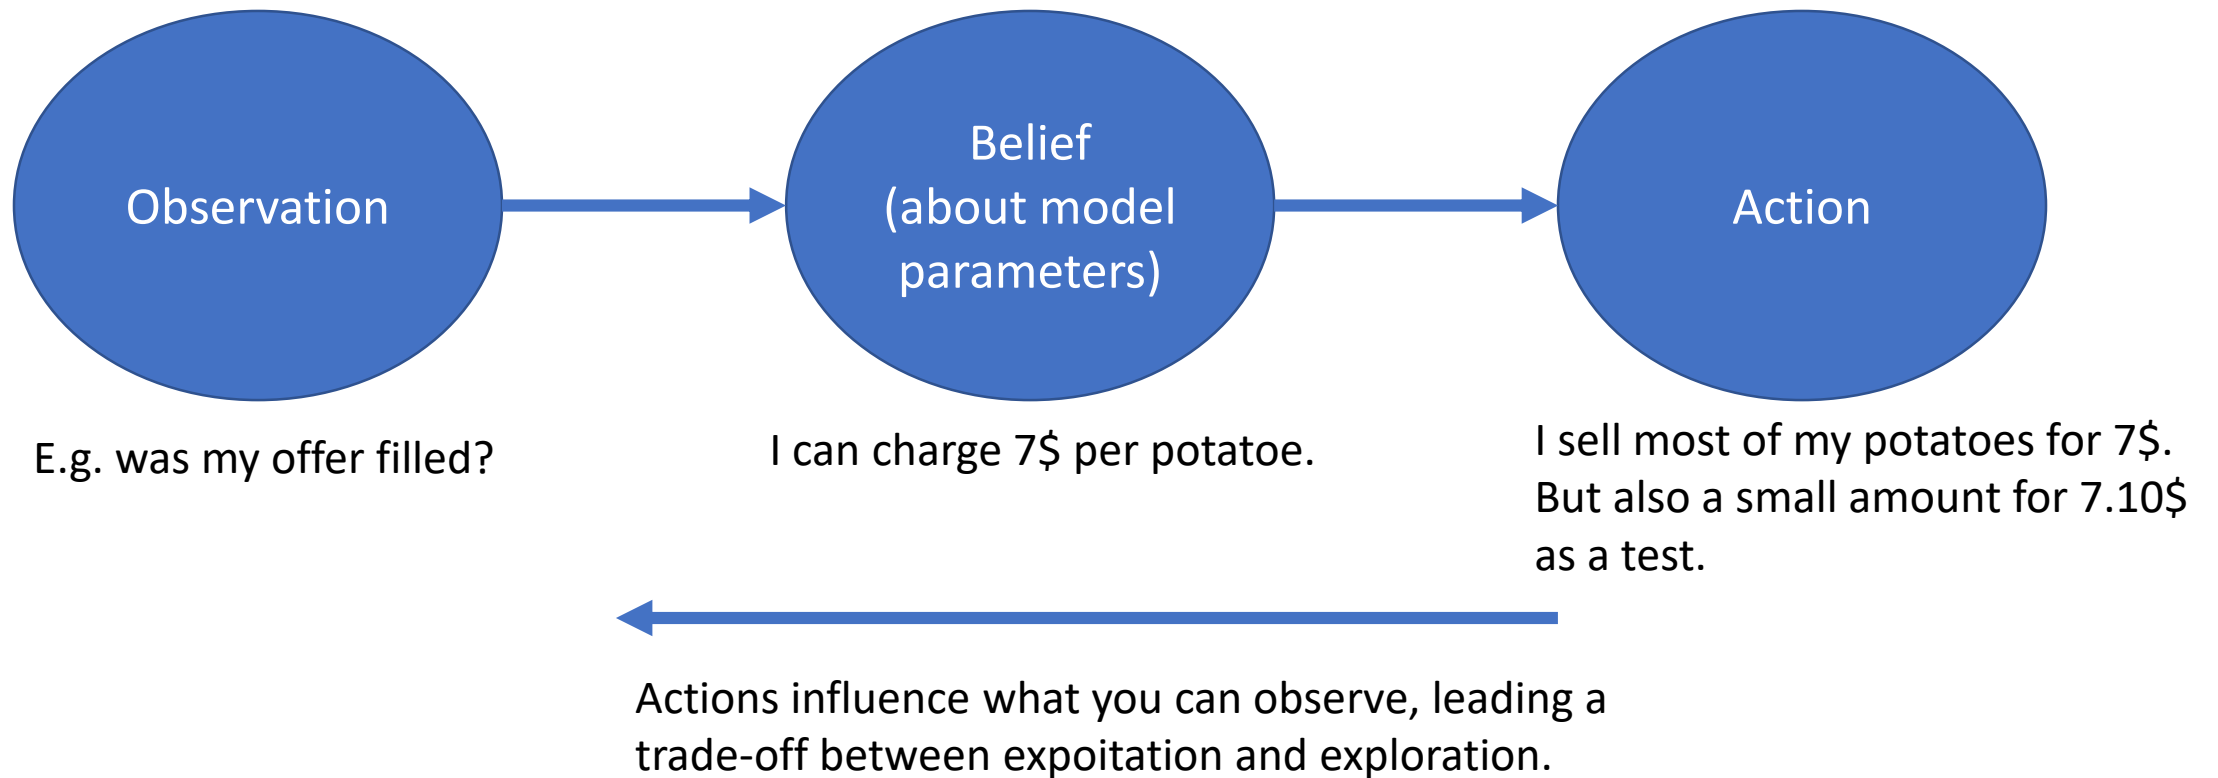 Observation
Belief
(about model
parameters)
Action
E.g. was my offer filled?
I can charge 7$ per potatoe.
I sell most of my potatoes for 7$.
But also a small amount for 7.10$
as a test.
Actions influence what you can observe, leading a
trade-off between expoitation and exploration.